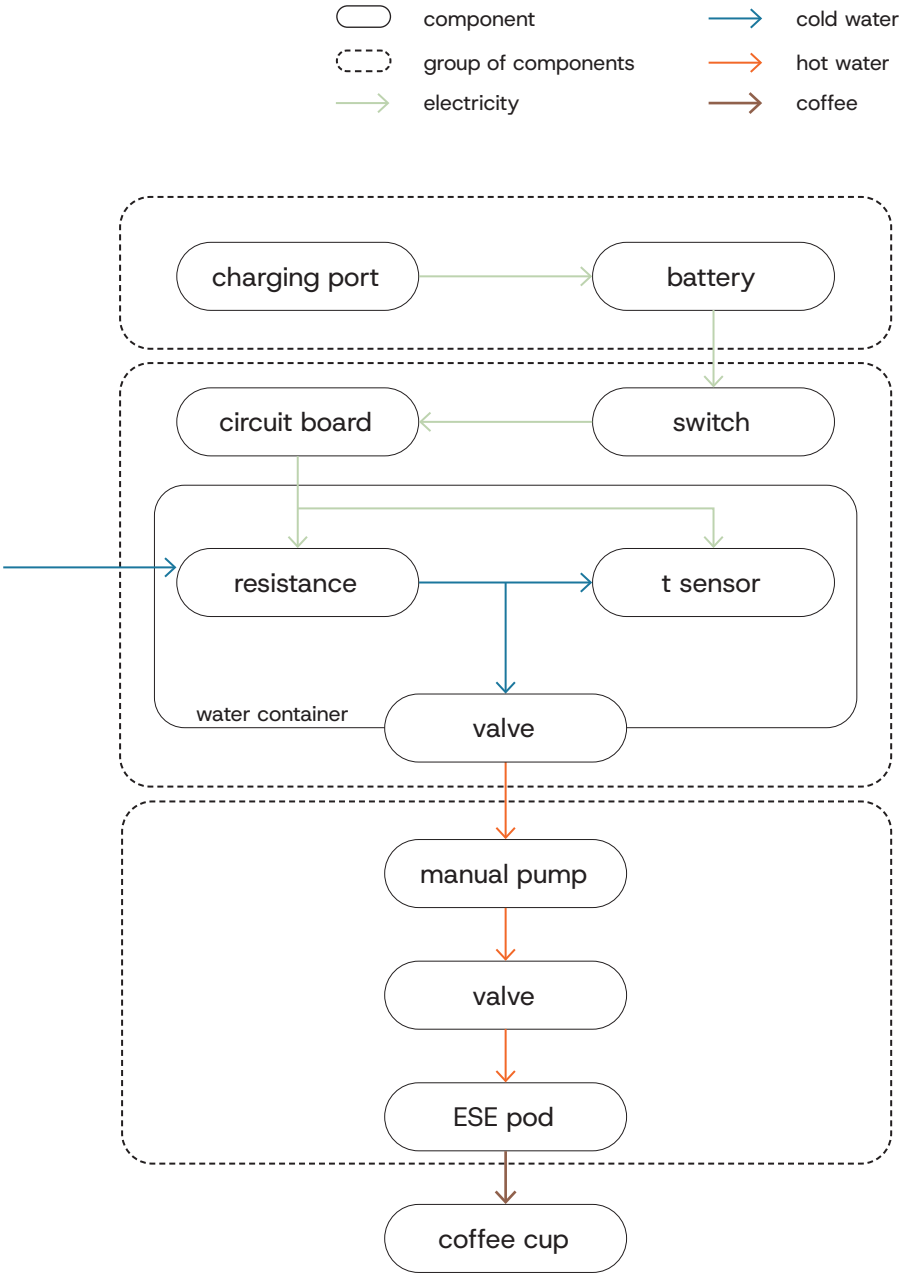 component
cold water
group of components
hot water
electricity
coffee
charging port
battery
circuit board
switch
resistance
t sensor
water container
valve
manual pump
valve
ESE pod
coffee cup